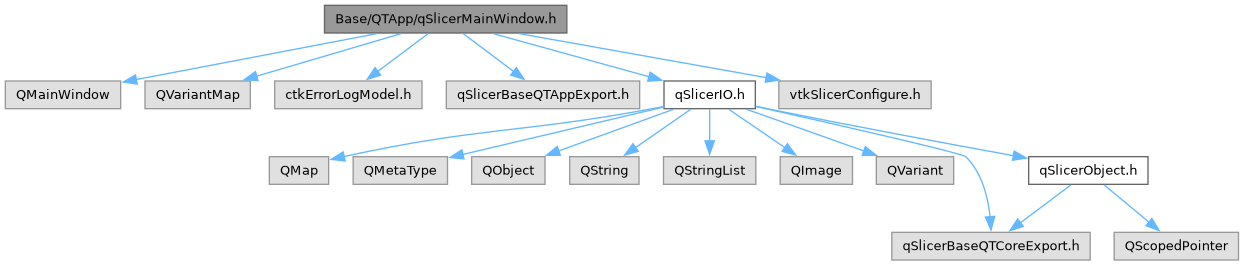 Base/QTApp/qSlicerMainWindow.h
QMainWindow
QVariantMap
ctkErrorLogModel.h
qSlicerBaseQTAppExport.h
qSlicerIO.h
vtkSlicerConfigure.h
QMap
QMetaType
QObject
QString
QStringList
QImage
QVariant
qSlicerObject.h
qSlicerBaseQTCoreExport.h
QScopedPointer